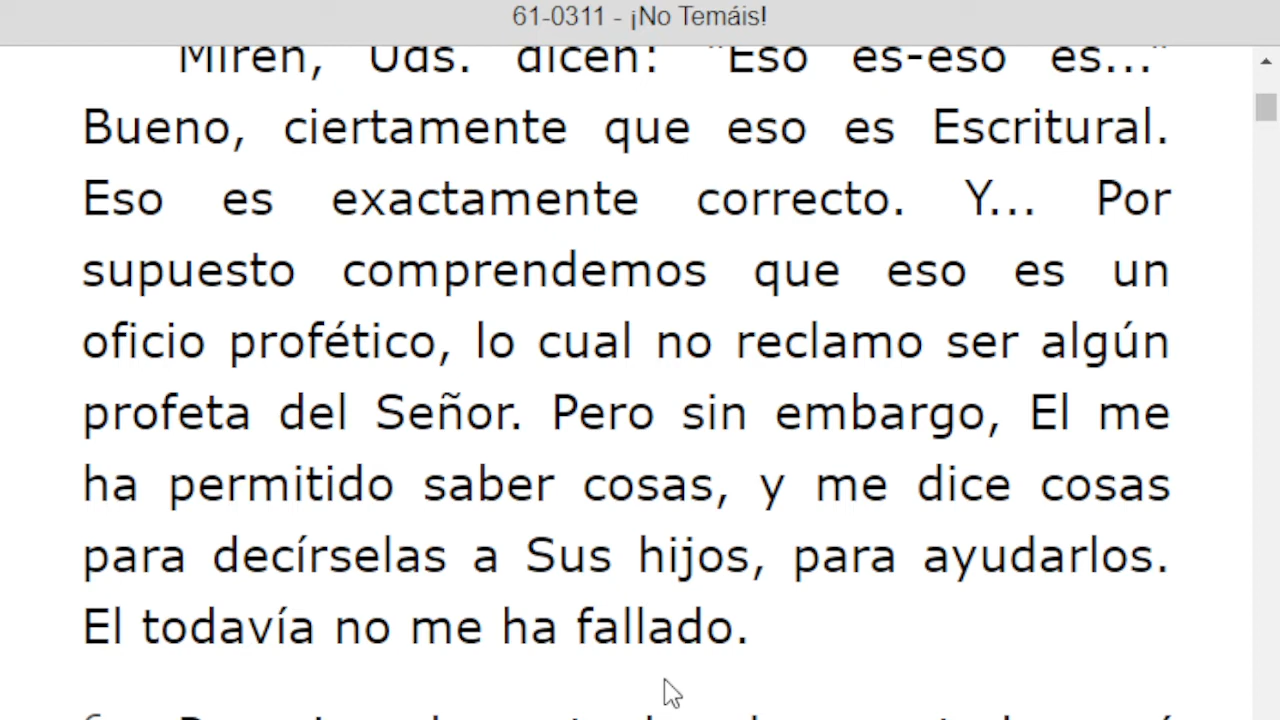 61-0311 - ¡No Temáis!
Miren, Uds. dicen: "Eso es-eso es..."
Bueno, ciertamente que eso es Escritural.
Eso es exactamente correcto. Y... Por
supuesto comprendemos que eso es un
oficio profético, lo cual no reclamo ser algún
profeta del Señor. Pero sin embargo, El me
ha permitido saber cosas, y me dice cosas
para decírselas a Sus hijos, para ayudarlos.
El todavía no me ha fallado.